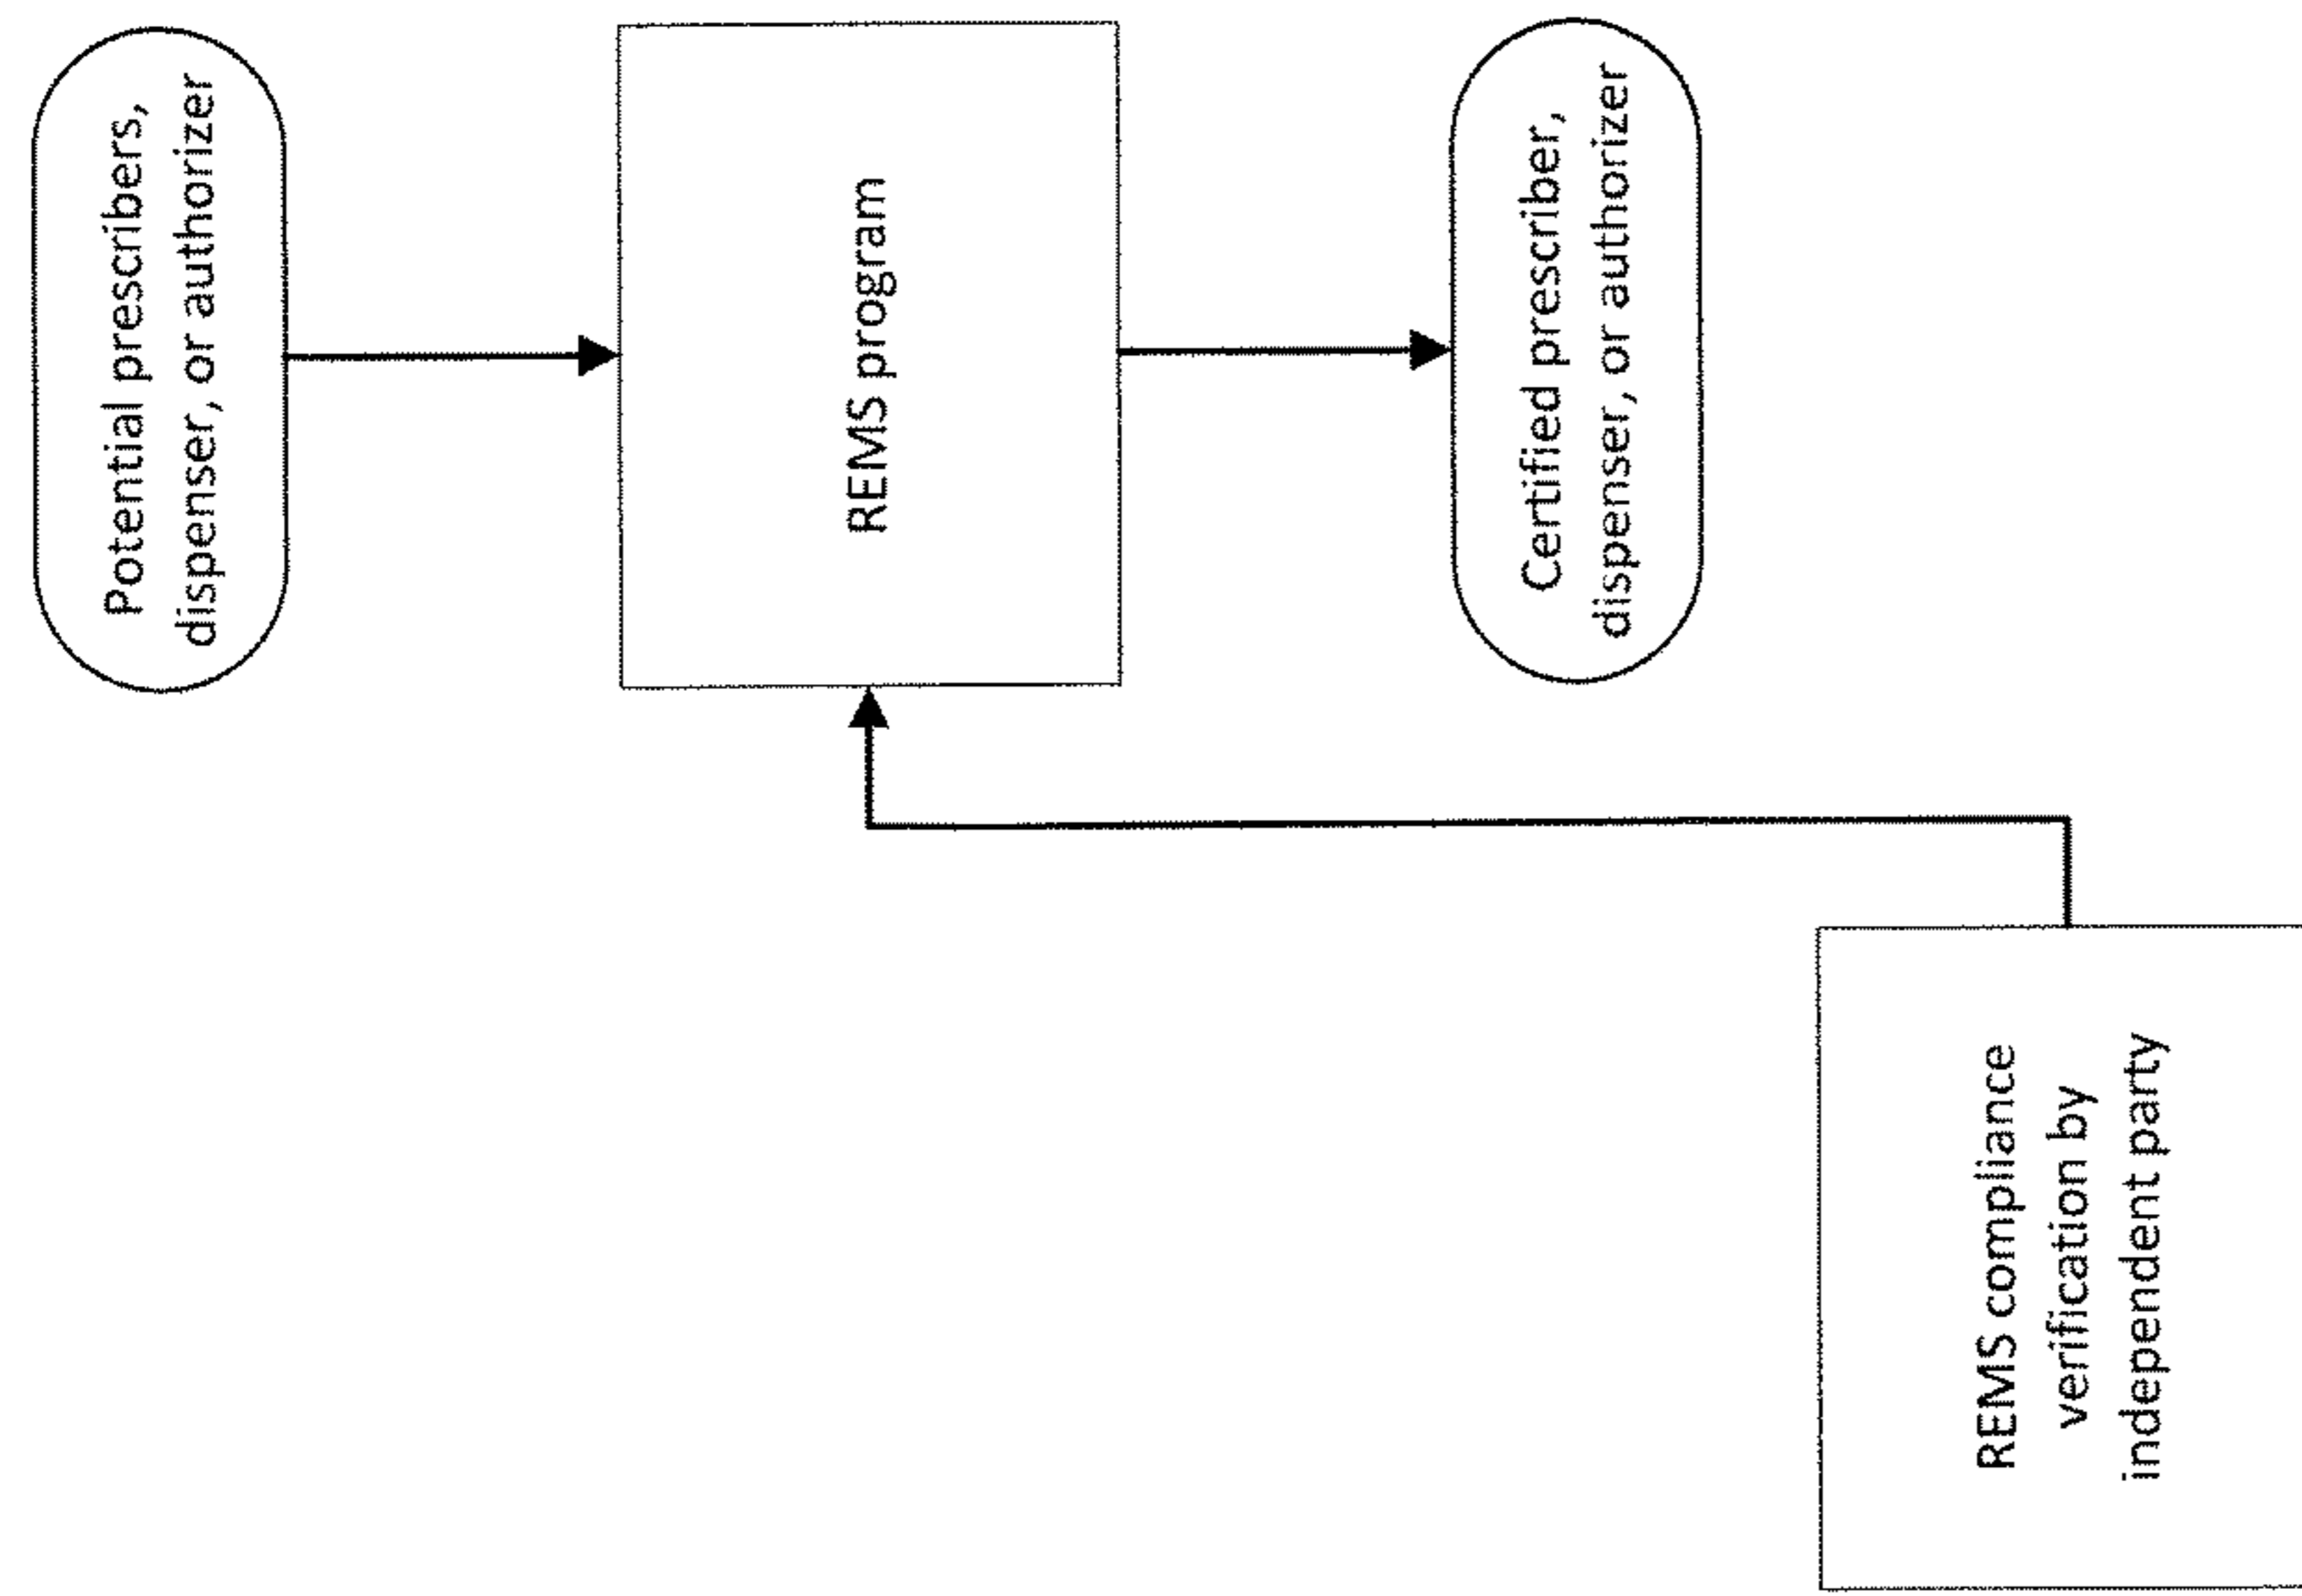 Potential prescribers,
dispenser, or authorizer
REMS program
Certified prescriber,
dispenser, or authorizer
REMS compliance
verification by
independent party